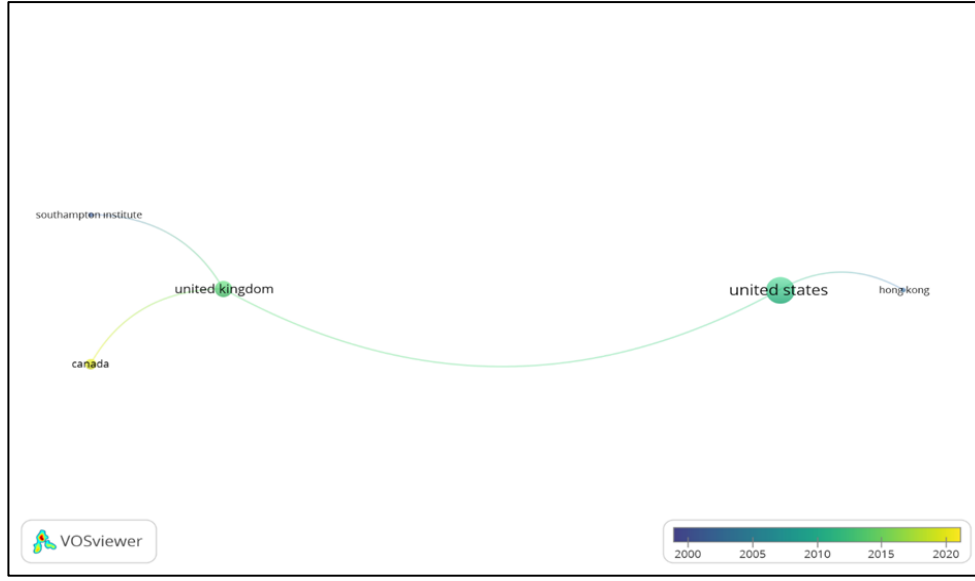 southampton institute
united kingdom
united states
hong kong
canada
VOSviewer
2000 2005 2010 2015 2020